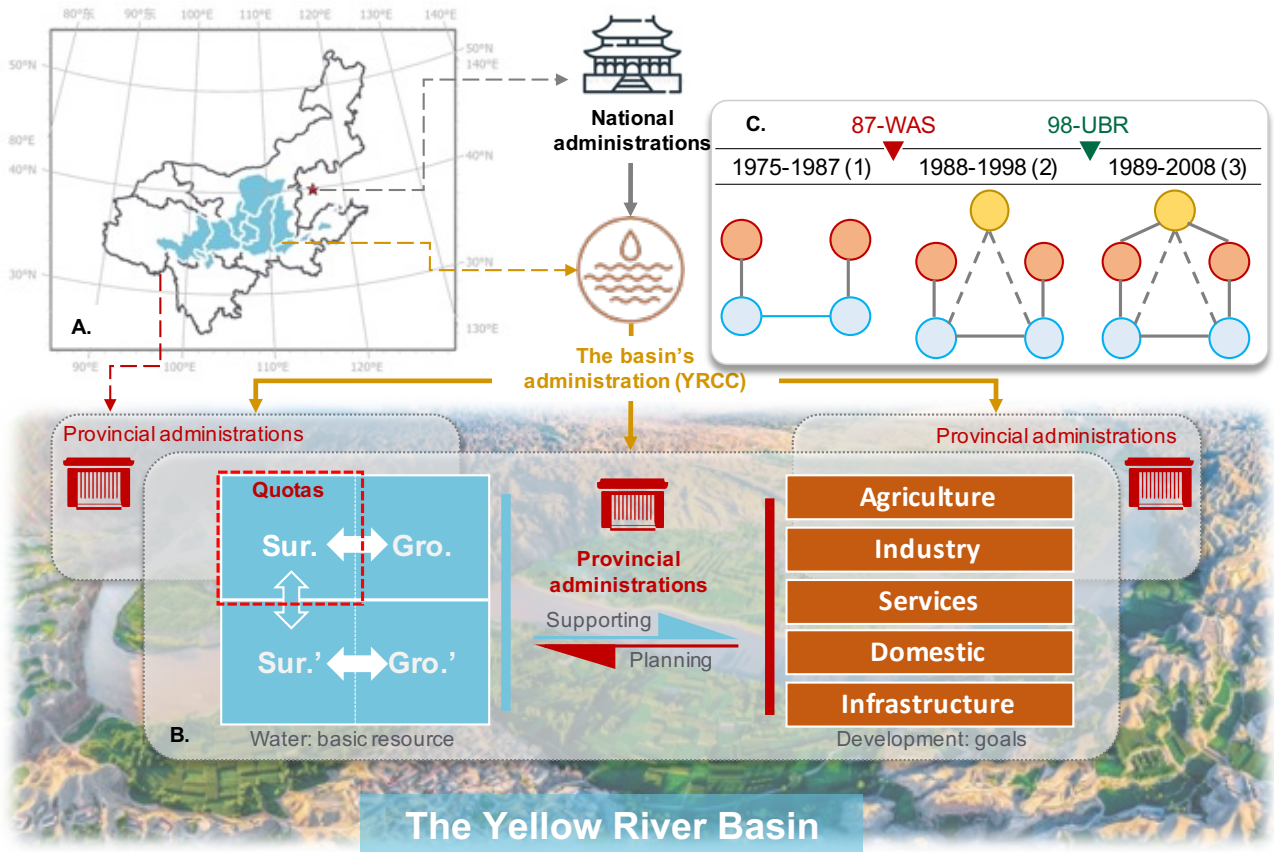 80°东
90°东
100°E
110°E
120°E
130°E
140°E
50°N
140°E
50°N
80°E
40°N
40°N
30°N
30°N
130°E
90°E
100°E
110°E
120°E
A.
National
administrations
The basin's
administration (YRCC)
C.
87-WAS
98-UBR
1975-1987 (1)
1988-1998 (2)
1989-2008 (3)
Provincial administrations
Provincial administrations
Quotas
Sur.
Gro.
Sur.'
Gro.'
Provincial
administrations
Supporting
Planning
Agriculture
Industry
Services
Domestic
Infrastructure
B.
Water: basic resource
Development: goals
The Yellow River Basin